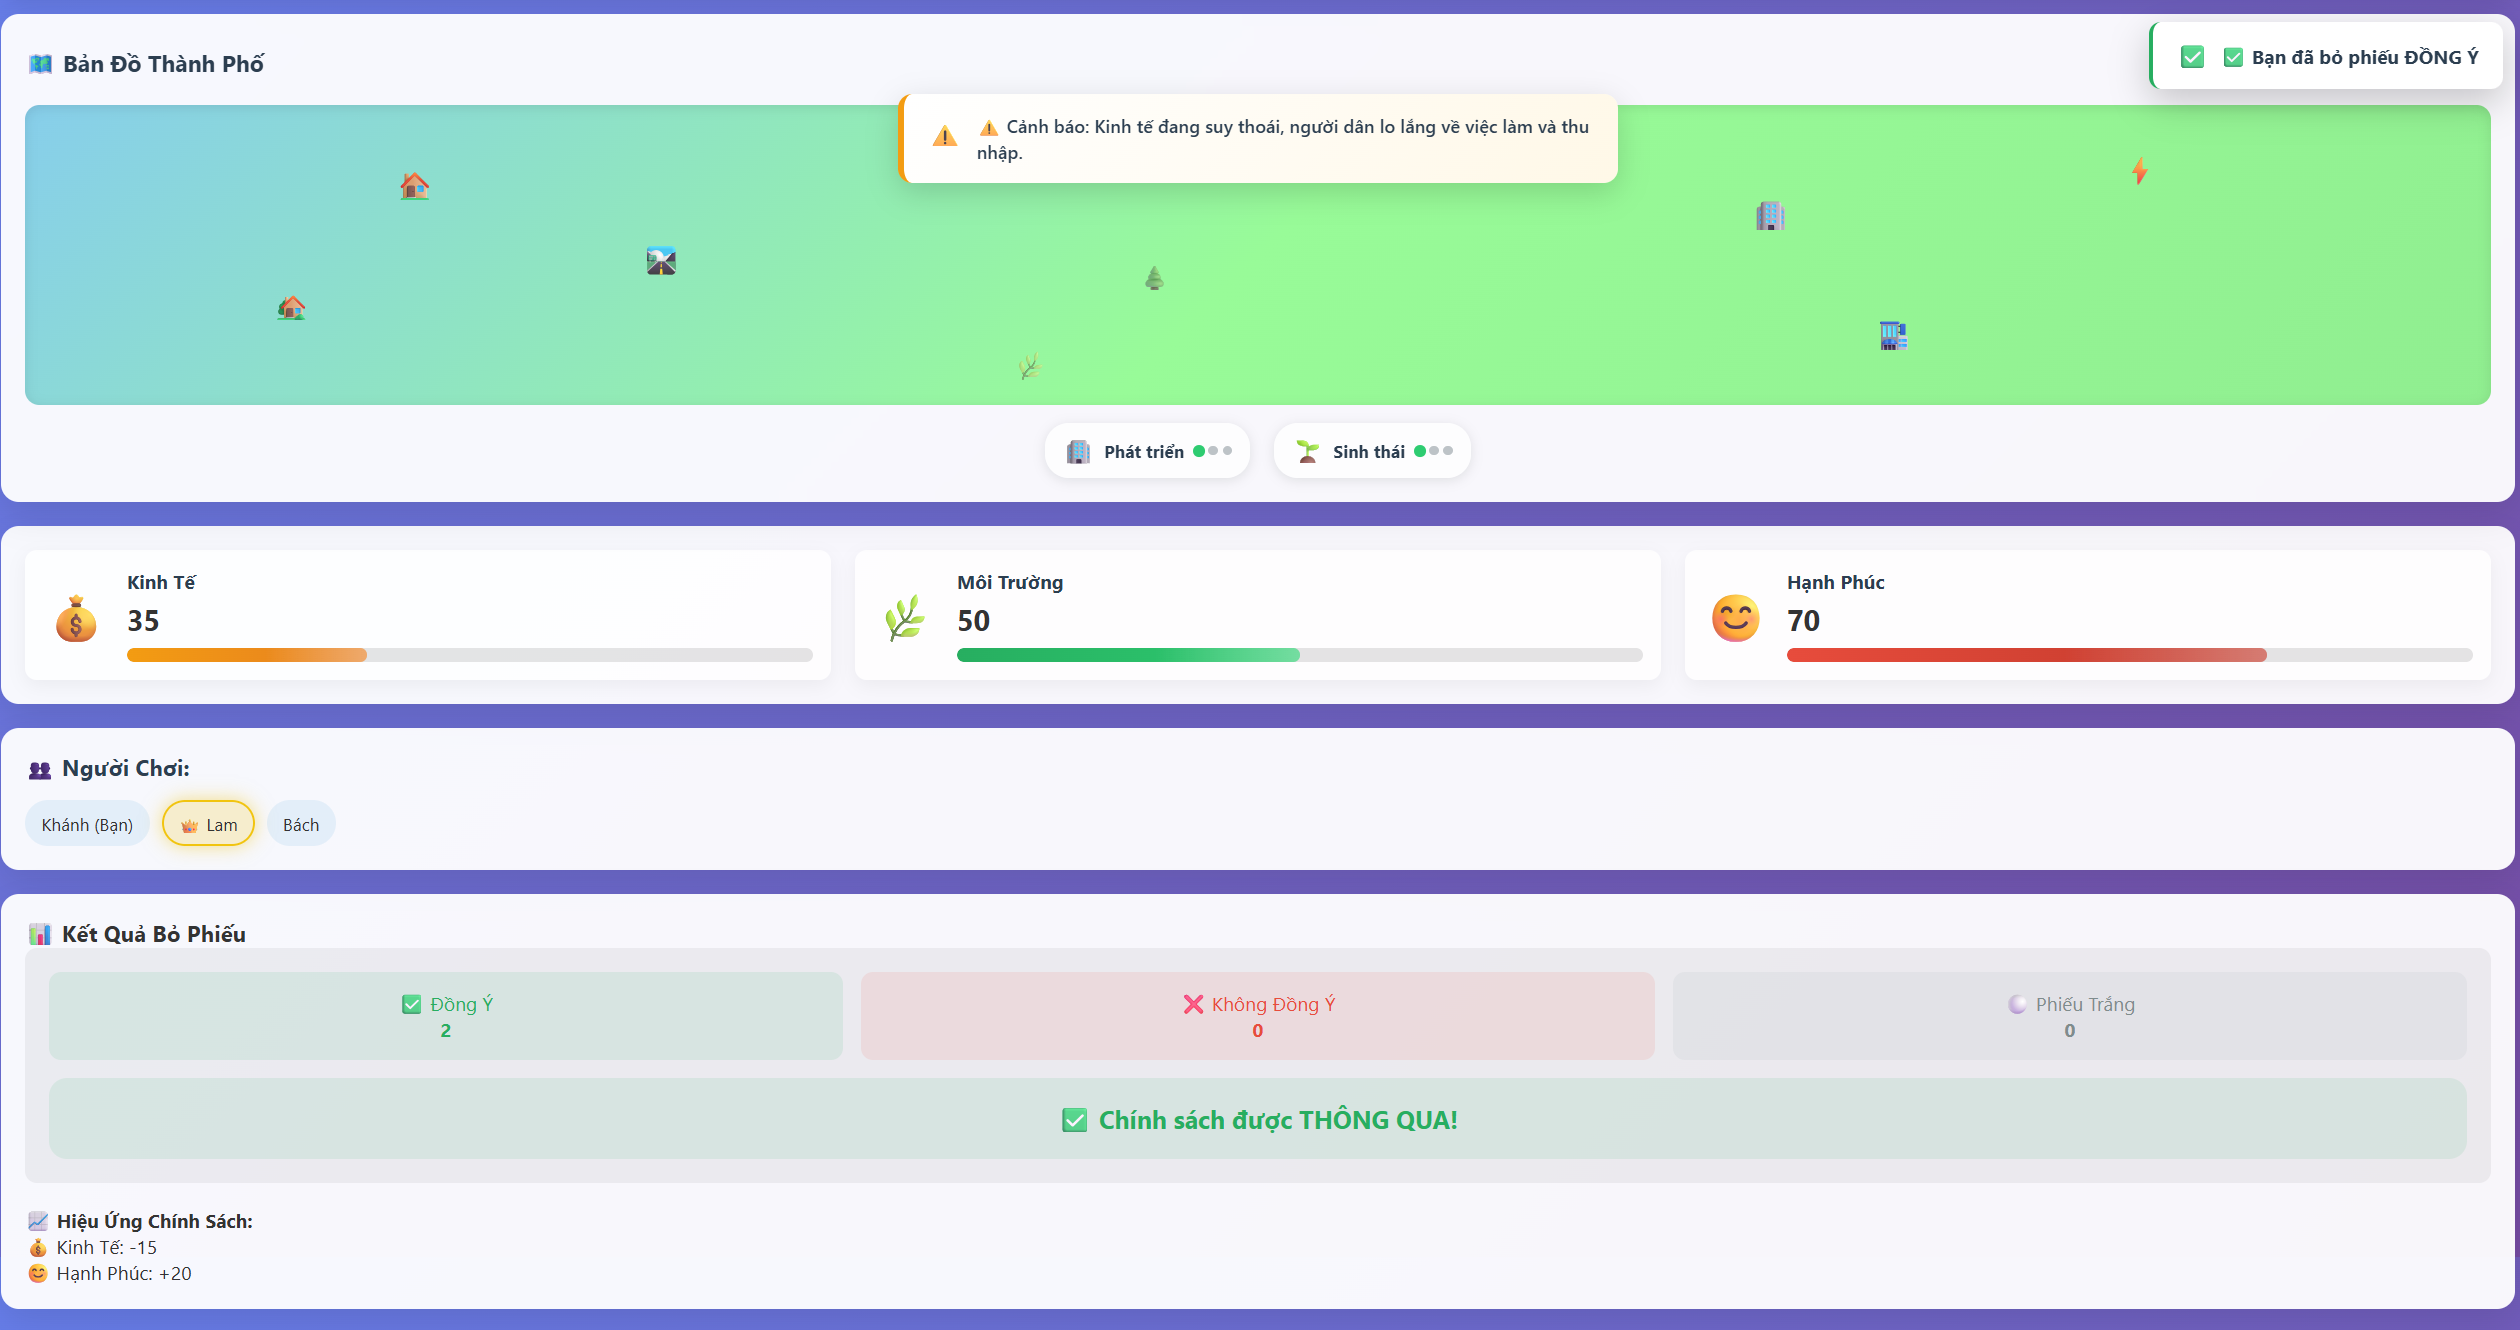 Bản Đồ Thành Phố
Bạn đã bỏ phiếu ĐỒNG Ý
Cảnh báo: Kinh tế đang suy thoái, người dân lo lắng về việc làm và thu
nhập.
Phát triển
Sinh thái
Kinh Tế
35
Môi Trường
50
Hạnh Phúc
70
Người Chơi:
Khánh (Bạn)
Lam
Bách
Kết Quả Bỏ Phiếu
Đồng Ý
2
Không Đồng Ý
0
Phiếu Trắng
0
Chính sách được THÔNG QUA!
Hiệu Ứng Chính Sách:
Kinh Tế: -15
Hạnh Phúc: +20